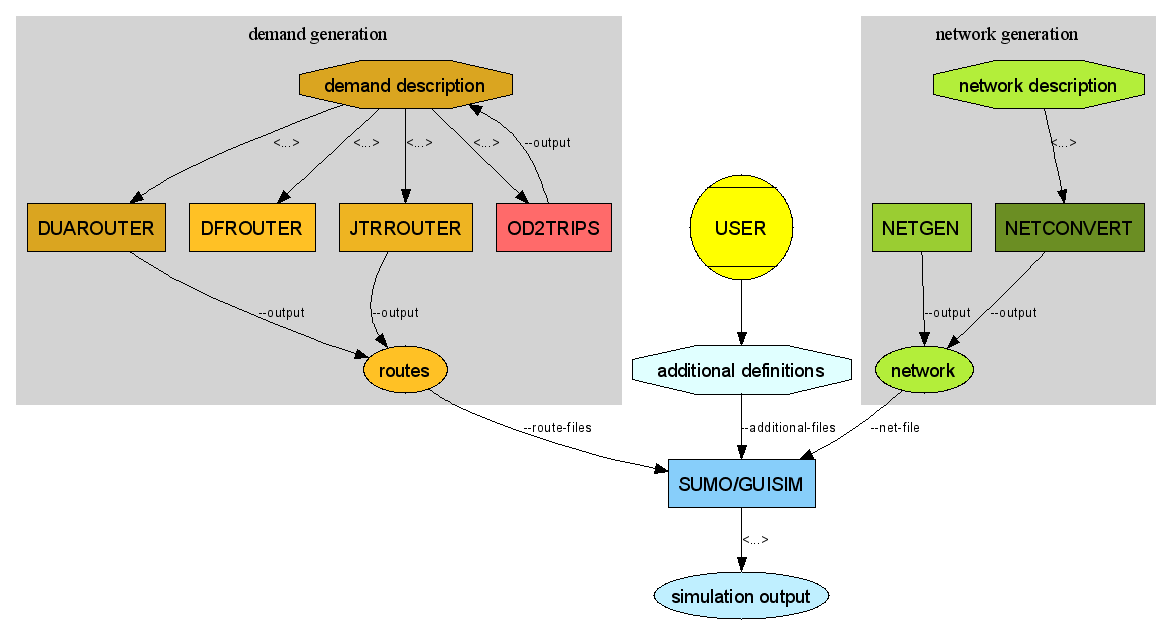 demand generation
network generation
demand description
network description
<...>
<...>
<...>
<...>
--output
<...>
DUAROUTER
DFROUTER
JTRROUTER
OD2TRIPS
USER
NETGEN
NETCONVERT
--output
--output
--output
--output
routes
additional definitions
network
--route-files
--additional-files
--net-file
SUMO/GUISIM
<...>
simulation output